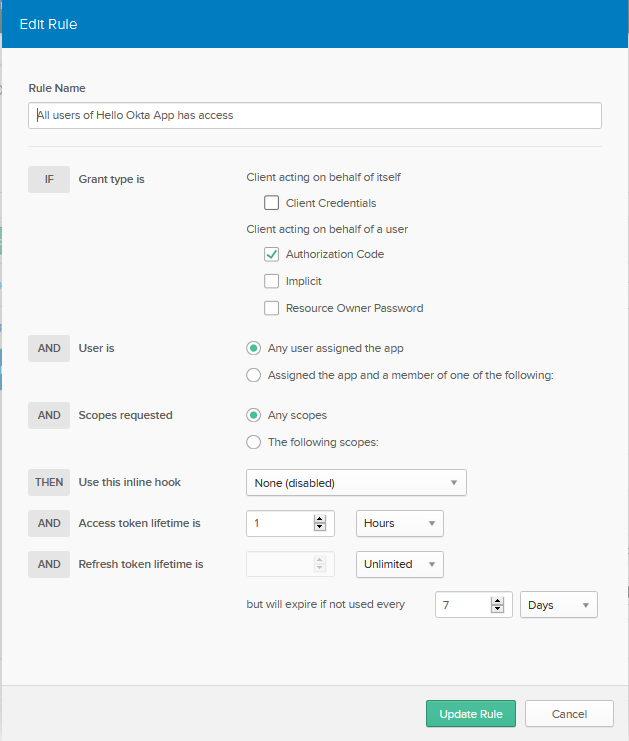 Edit Rule
Rule Name
All users of Hello Okta App has access
IF Grant type is Client acting on behalf of itself
Client Credentials
Client acting on behalf of a user
Authorization Code
Implicit
Resource Owner Password
AND User is Any user assigned the app
Assigned the app and a member of one of the following:
AND Scopes requested Any scopes
The following scopes:
THEN Use this inline hook None (disabled)
AND Access token lifetime is 1 Hours
AND Refresh token lifetime is Unlimited
but will expire if not used every 7 Days
Update Rule Cancel